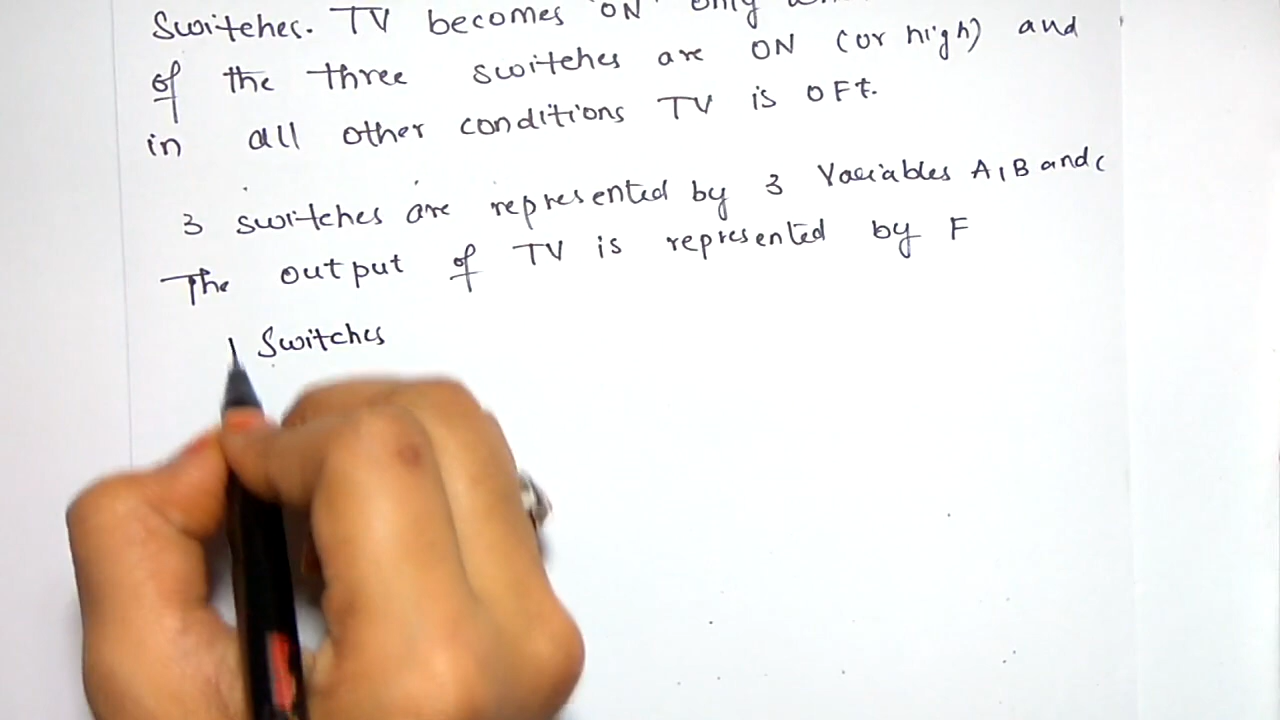 Switches. TV becomes "ON" only
of the three switches are ON (or high) and
in all other conditions TV is OFF.
3 switches are represented by 3 Variables A, B and C
The output of TV is represented by F
Switches